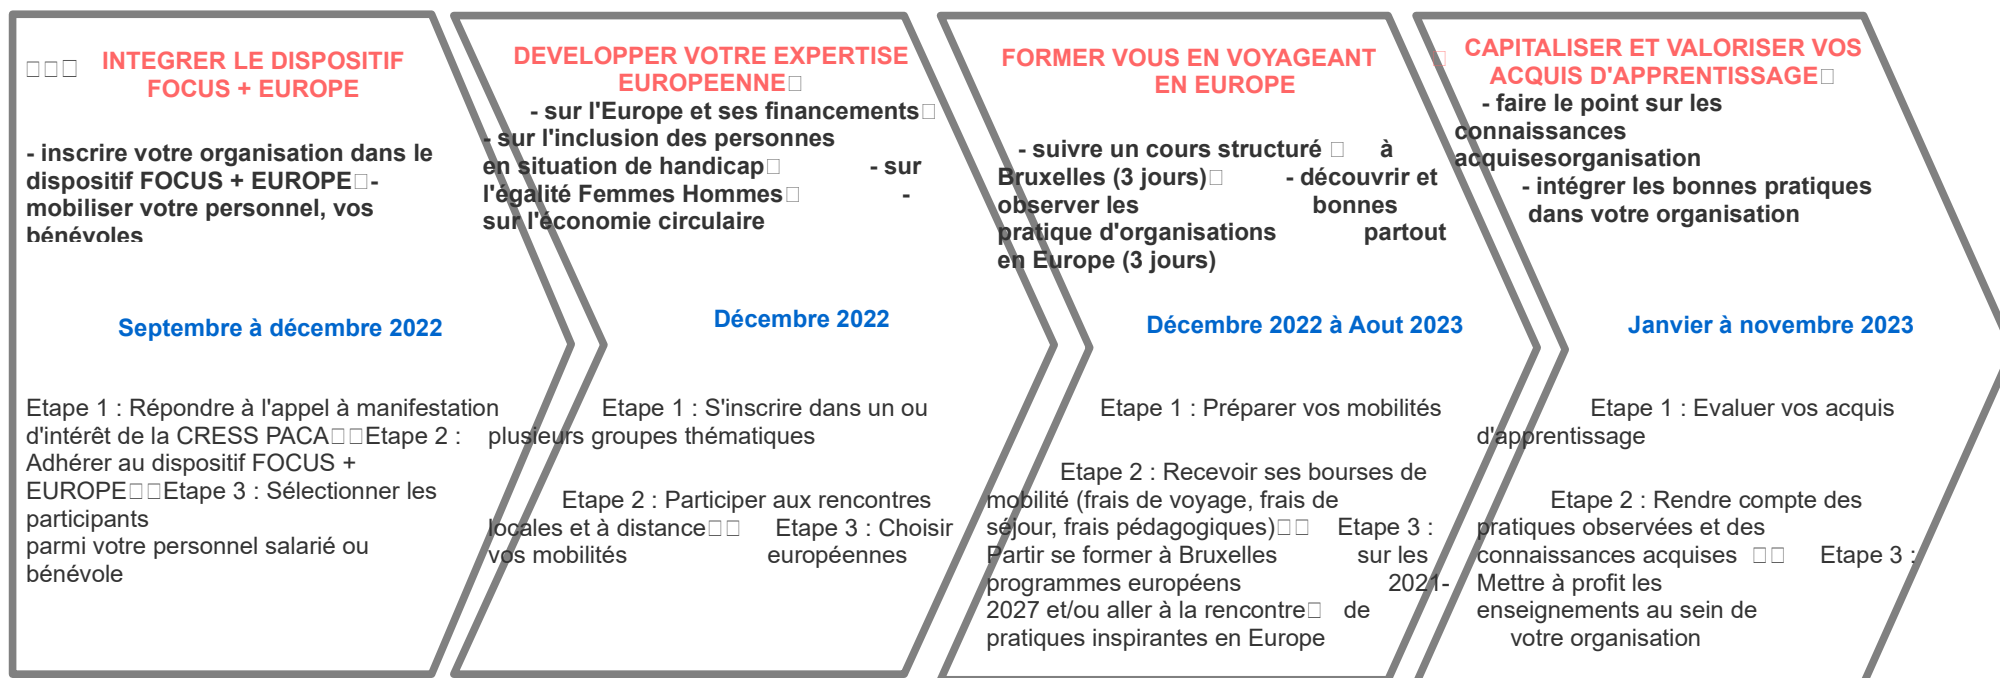 INTEGRER LE DISPOSITIF
FOCUS + EUROPE
- inscrire votre organisation dans le
dispositif FOCUS + EUROPE□-
mobiliser votre personnel, vos
bénévoles
Septembre à décembre 2022
Etape 1 : Répondre à l'appel à manifestation
d'intérêt de la CRESS PACA□□Etape 2 :
Adhérer au dispositif FOCUS +
EUROPE□□Etape 3 : Sélectionner les
participants
parmi votre personnel salarié ou
bénévole
DEVELOPPER VOTRE EXPERTISE
EUROPEENNE□
- sur l'Europe et ses financements□
- sur l'inclusion des personnes
en situation de handicap□ - sur
l'égalité Femmes Hommes□ -
sur l'économie circulaire
Décembre 2022
Etape 1 : S'inscrire dans un ou
plusieurs groupes thématiques
Etape 2 : Participer aux rencontres
locales et à distance□□ Etape 3 : Choisir
vos mobilités européennes
FORMER VOUS EN VOYAGEANT
EN EUROPE
- suivre un cours structuré □ à
Bruxelles (3 jours)□ - découvrir et
observer les bonnes
pratique d'organisations partout
en Europe (3 jours)
Décembre 2022 à Aout 2023
Etape 1 : Préparer vos mobilités
Etape 2 : Recevoir ses bourses de
mobilité (frais de voyage, frais de
séjour, frais pédagogiques)□□ Etape 3 :
Partir se former à Bruxelles sur les
programmes européens 2021-
2027 et/ou aller à la rencontre□ de
pratiques inspirantes en Europe
CAPITALISER ET VALORISER VOS
ACQUIS D'APPRENTISSAGE□
- faire le point sur les
connaissances
acquisesorganisation
- intégrer les bonnes pratiques
dans votre organisation
Janvier à novembre 2023
Etape 1 : Evaluer vos acquis
d'apprentissage
Etape 2 : Rendre compte des
pratiques observées et des
connaissances acquises □□ Etape 3 :
Mettre à profit les
enseignements au sein de
votre organisation